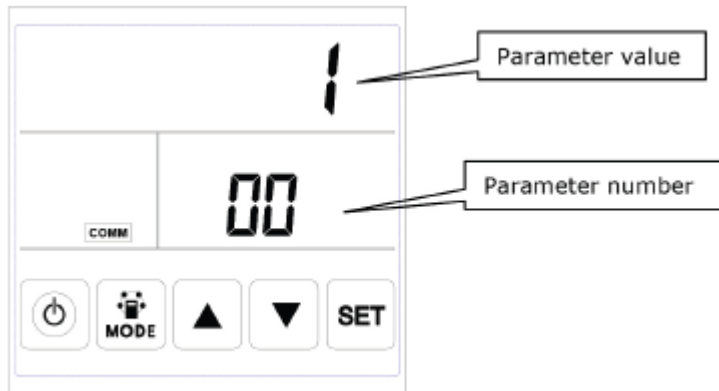 1
Parameter value
00
Parameter number
COMM
MODE
SET